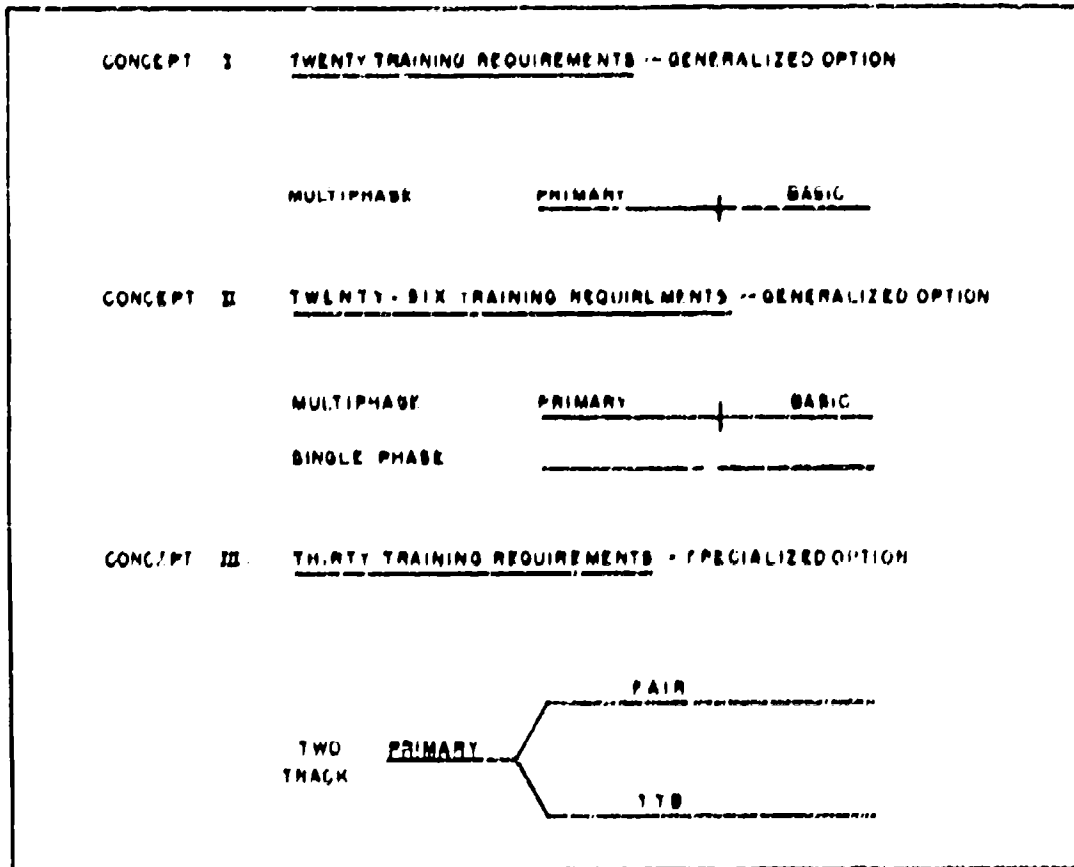 CONCEPT I TWENTY TRAINING REQUIREMENTS -- GENERALIZED OPTION
MULTIPHASE PRIMARY BASIC
CONCEPT II TWENTY-SIX TRAINING REQUIREMENTS -- GENERALIZED OPTION
MULTIPHASE PRIMARY BASIC
SINGLE PHASE
CONCEPT III THIRTY TRAINING REQUIREMENTS - SPECIALIZED OPTION
FAIR
TWO PRIMARY
TRACK
TTB